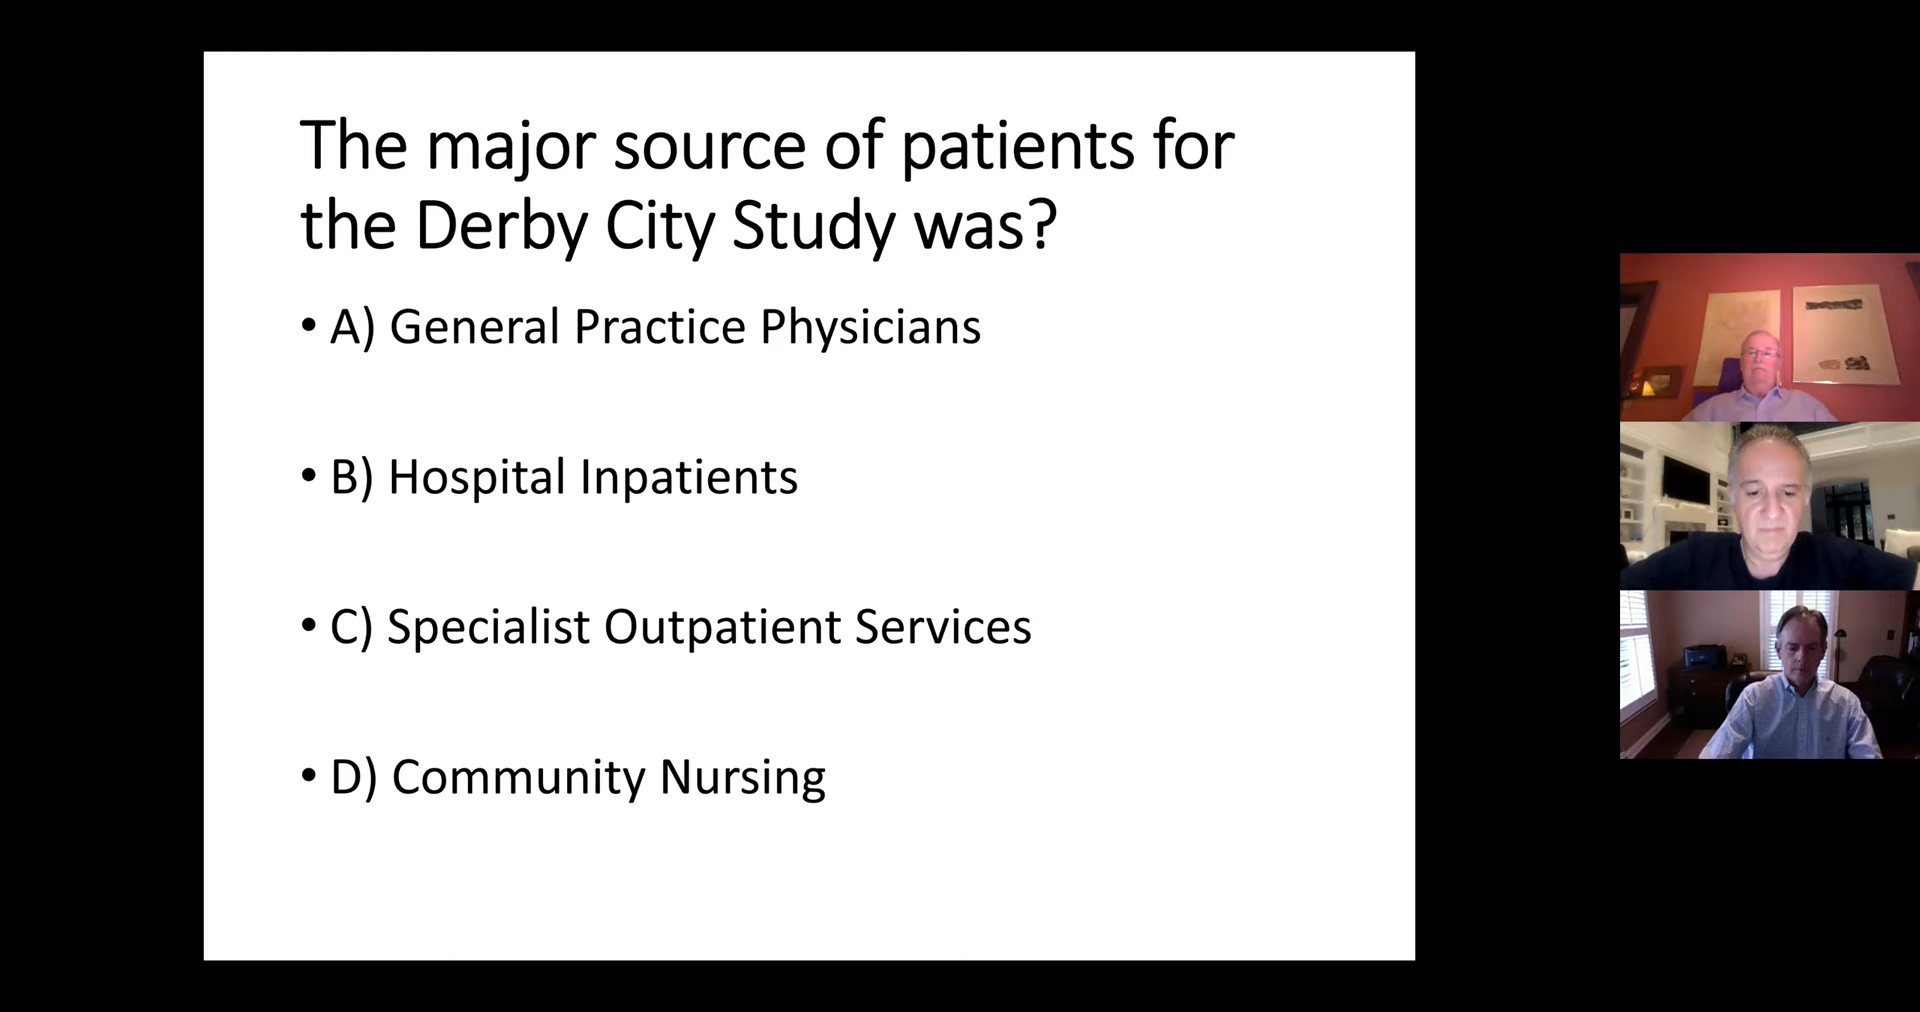 The major source of patients for
the Derby City Study was?
• A) General Practice Physicians
• B) Hospital Inpatients
• C) Specialist Outpatient Services
• D) Community Nursing